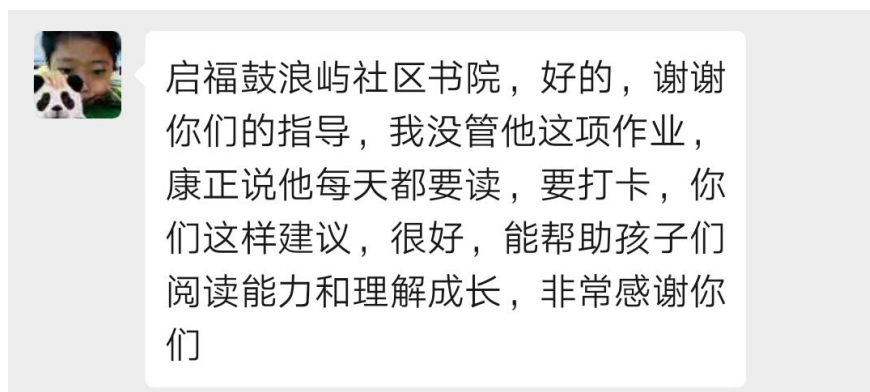 启福鼓浪屿社区书院，好的，谢谢
你们的指导，我没管他这项作业，
康正说他每天都要读，要打卡，你
们这样建议，很好，能帮助孩子们
阅读能力和理解成长，非常感谢你
们